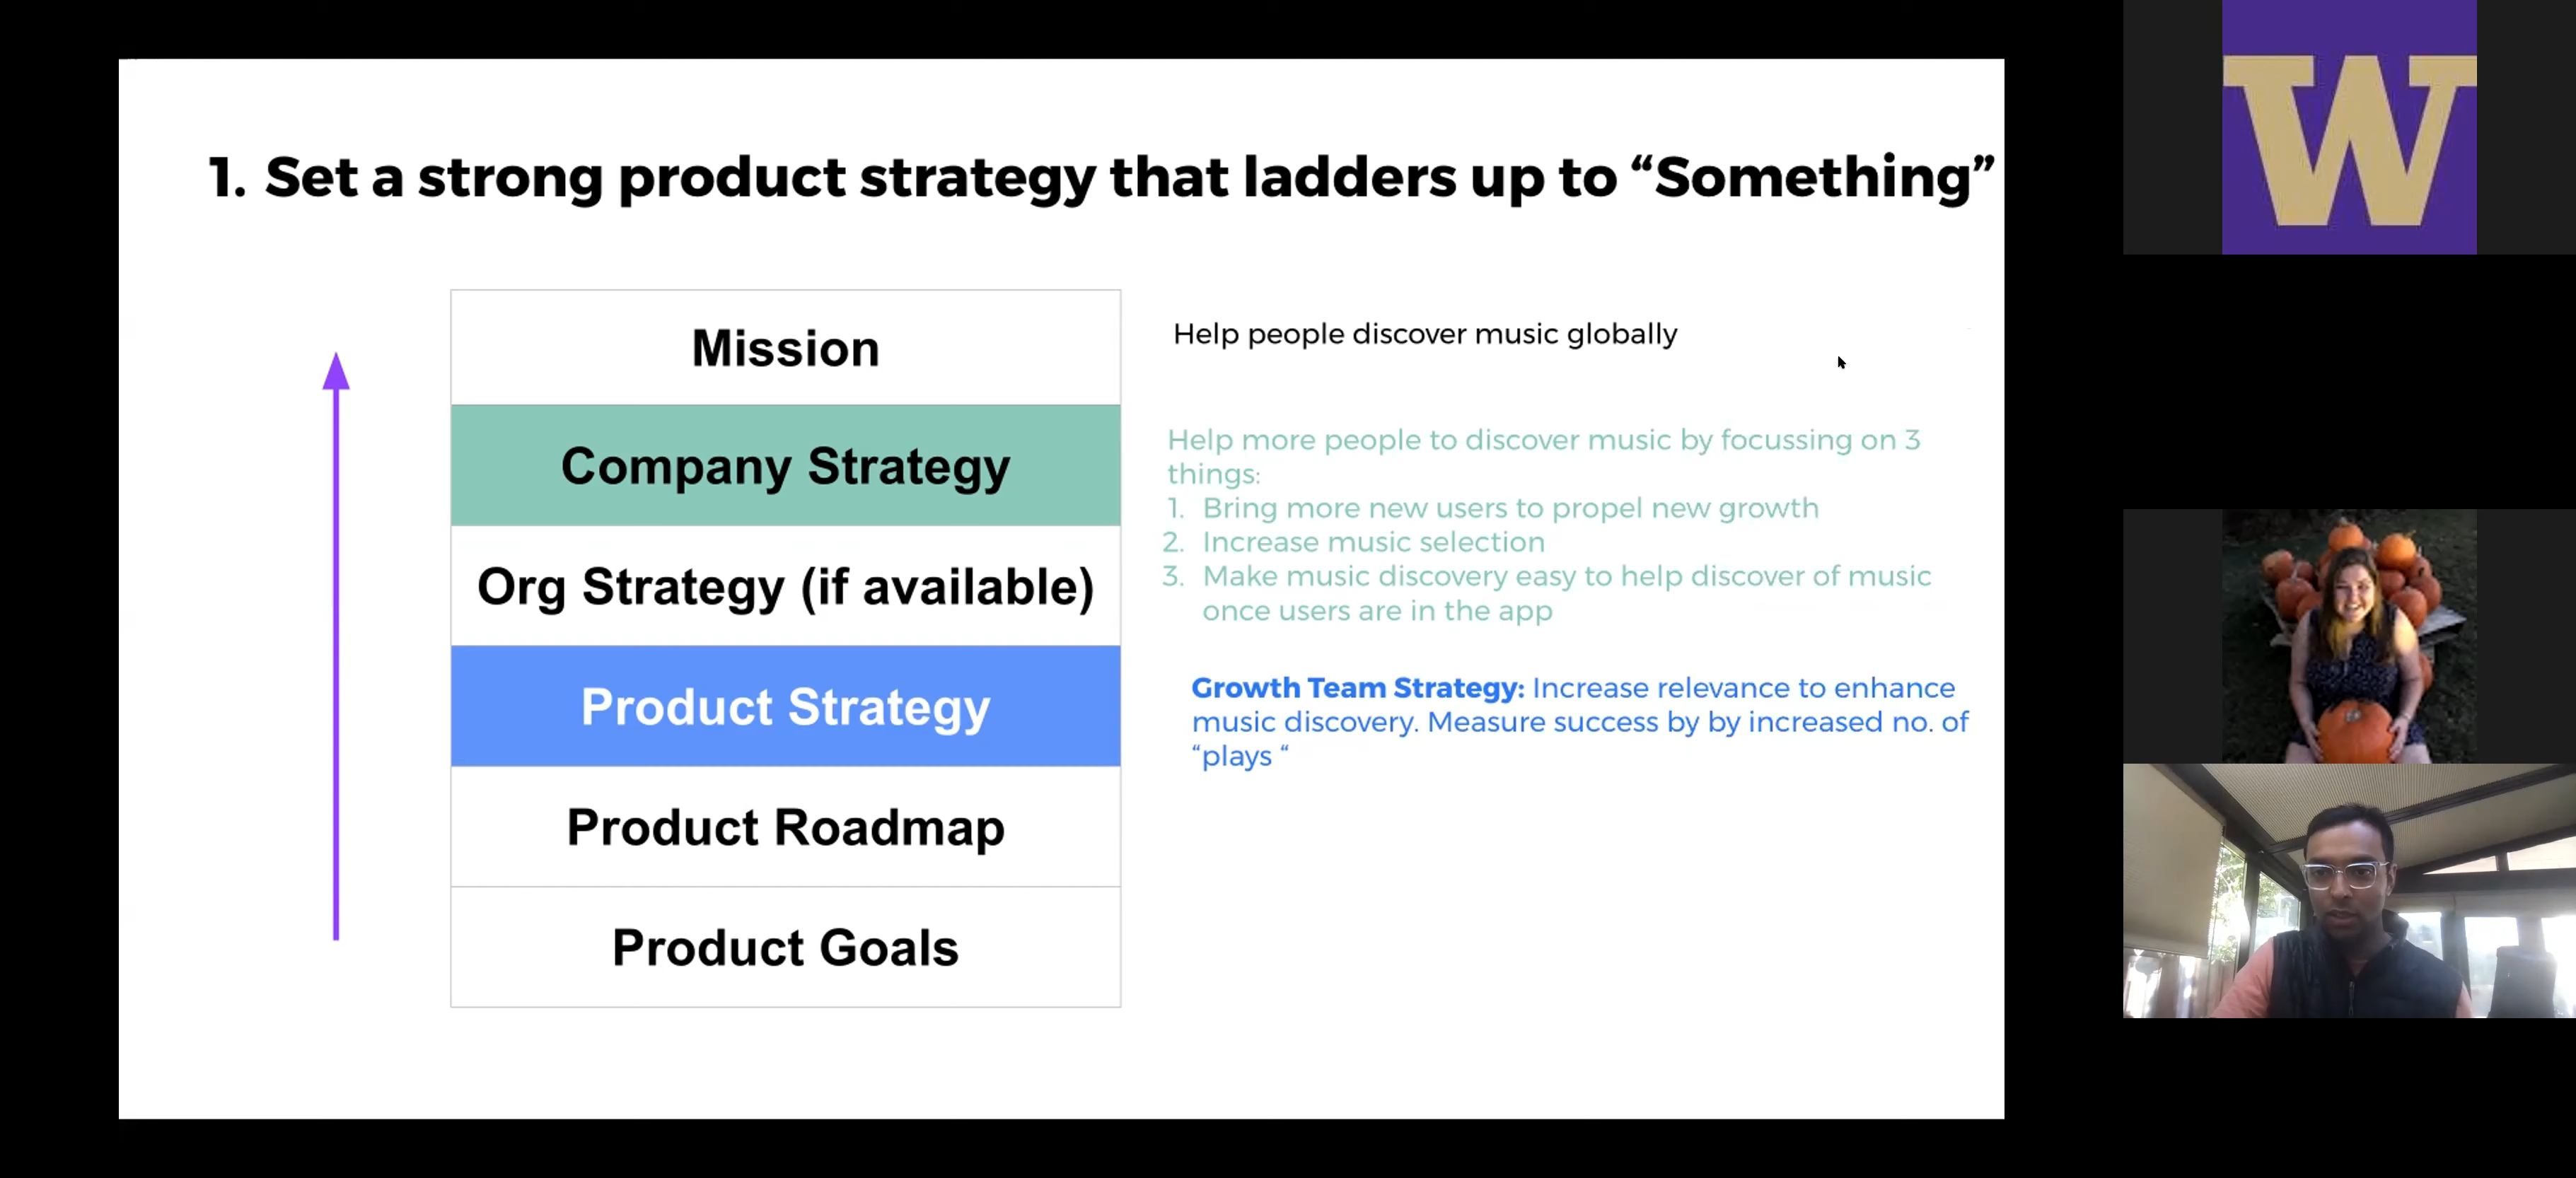 1. Set a strong product strategy that ladders up to “Something”
Mission
Help people discover music globally
Company Strategy
Help more people to discover music by focussing on 3
things:
1. Bring more new users to propel new growth
2. Increase music selection
3. Make music discovery easy to help discover of music
once users are in the app
Org Strategy (if available)
Product Strategy
Growth Team Strategy: Increase relevance to enhance
music discovery. Measure success by by increased no. of
“plays “
Product Roadmap
Product Goals
W